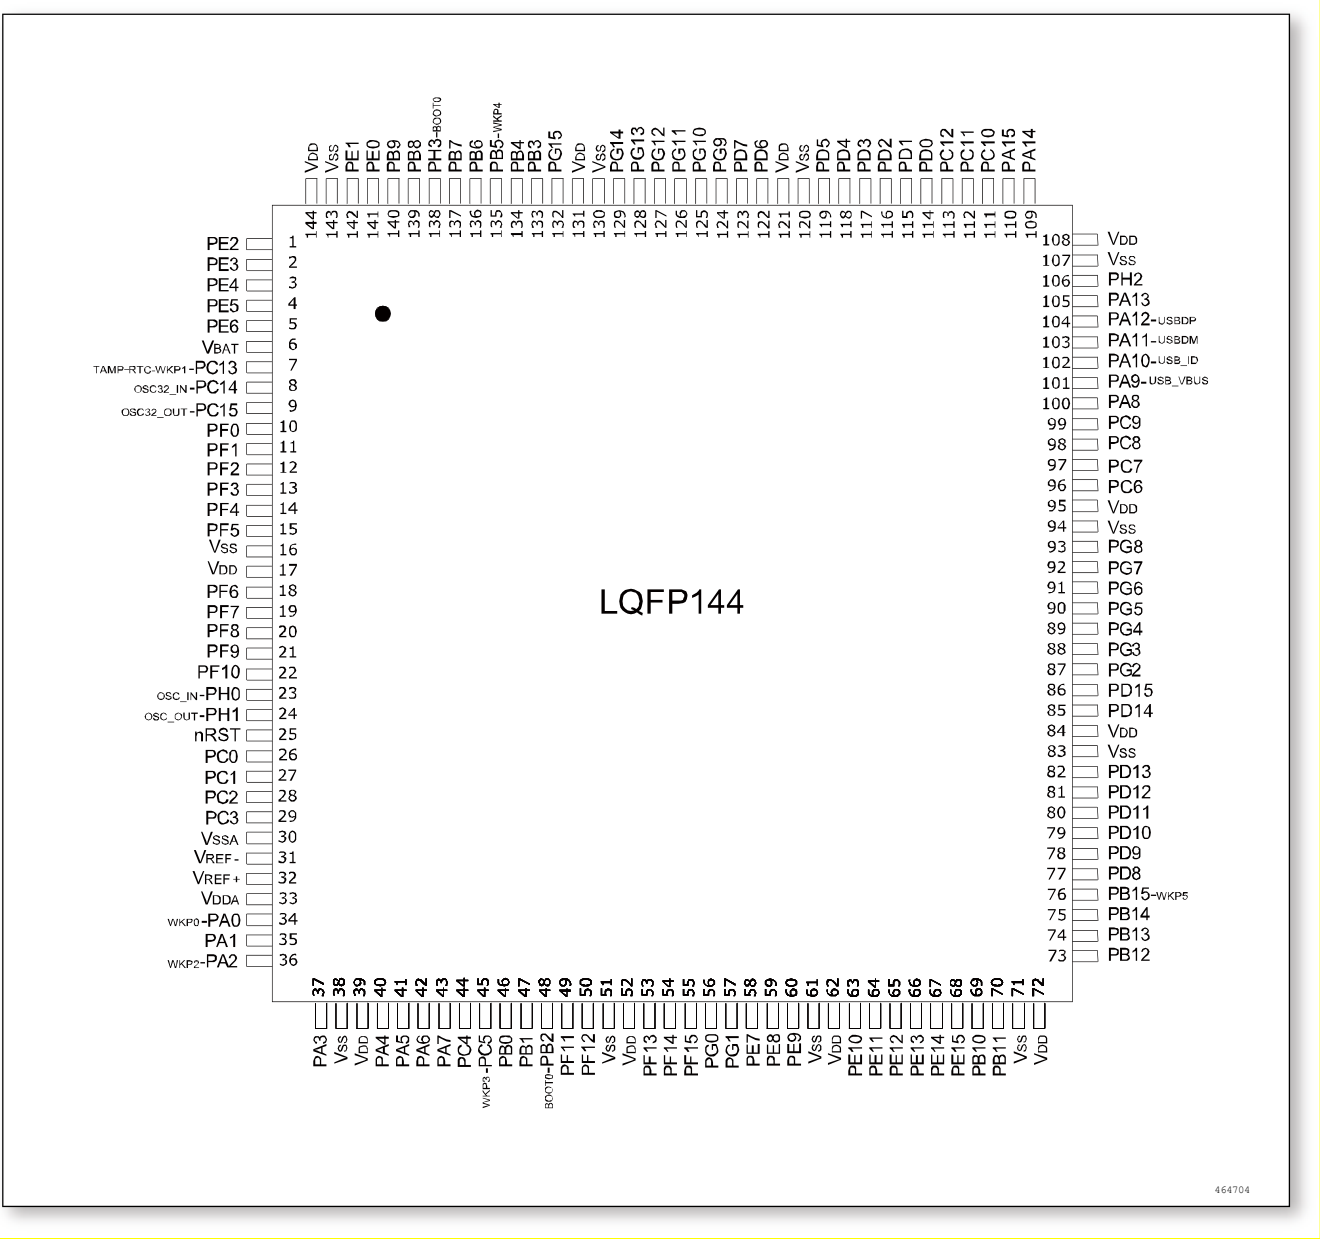 VDD VSS PE1 PE0 PB9 PB8 PH3-BOOT0 PB7 PB6 PB5-WKP4 PB4 PB3 PG15 VDD VSS PG14 PG13 PG12 PG11 PG10 PG9 PD7 PD6 VDD VSS PD5 PD4 PD3 PD2 PD1 PD0 PC12 PC11 PC10 PA15 PA14
144 143 142 141 140 139 138 137 136 135 134 133 132 131 130 129 128 127 126 125 124 123 122 121 120 119 118 117 116 115 114 113 112 111 110 109
PE2 1
PE3 2
PE4 3
PE5 4
PE6 5
VBAT 6
TAMP-RTC-WKP1-PC13 7
OSC32_IN-PC14 8
OSC32_OUT-PC15 9
PF0 10
PF1 11
PF2 12
PF3 13
PF4 14
PF5 15
VSS 16
VDD 17
PF6 18
PF7 19
PF8 20
PF9 21
PF10 22
OSC_IN-PH0 23
OSC_OUT-PH1 24
nRST 25
PC0 26
PC1 27
PC2 28
PC3 29
VSSA 30
VREF- 31
VREF+ 32
VDDA 33
WKP0-PA0 34
PA1 35
WKP2-PA2 36
LQFP144
108 VDD
107 VSS
106 PH2
105 PA13
104 PA12-USBDP
103 PA11-USBDM
102 PA10-USB_ID
101 PA9-USB_VBUS
100 PA8
99 PC9
98 PC8
97 PC7
96 PC6
95 VDD
94 VSS
93 PG8
92 PG7
91 PG6
90 PG5
89 PG4
88 PG3
87 PG2
86 PD15
85 PD14
84 VDD
83 VSS
82 PD13
81 PD12
80 PD11
79 PD10
78 PD9
77 PD8
76 PB15-WKP5
75 PB14
74 PB13
73 PB12
37 38 39 40 41 42 43 44 45 46 47 48 49 50 51 52 53 54 55 56 57 58 59 60 61 62 63 64 65 66 67 68 69 70 71 72
PA3 VSS VDD PA4 PA5 PA6 PA7 PC4 WKP3-PC5 PB0 PB1 BOOT0-PB2 PF11 PF12 VSS VDD PF13 PF14 PF15 PG0 PG1 PE7 PE8 PE9 VSS VDD PE10 PE11 PE12 PE13 PE14 PE15 PB10 PB11 VSS VDD
464704